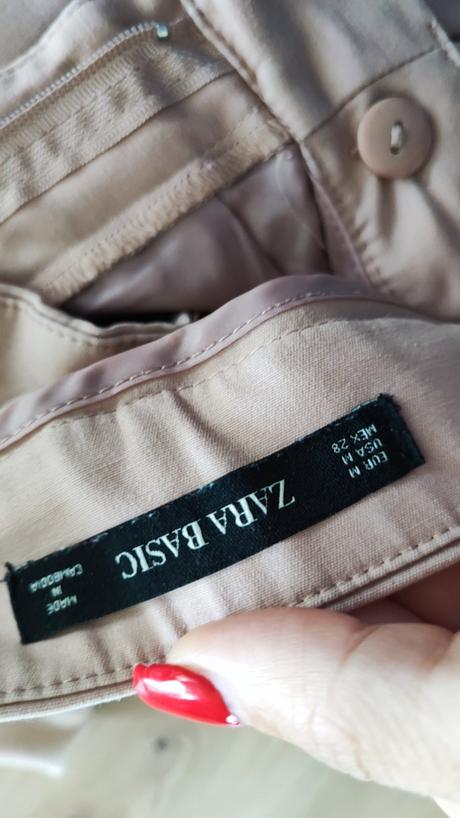 EUR M
USA M
MEX 28
ZARA BASIC
MADE
IN
CAMBODIA